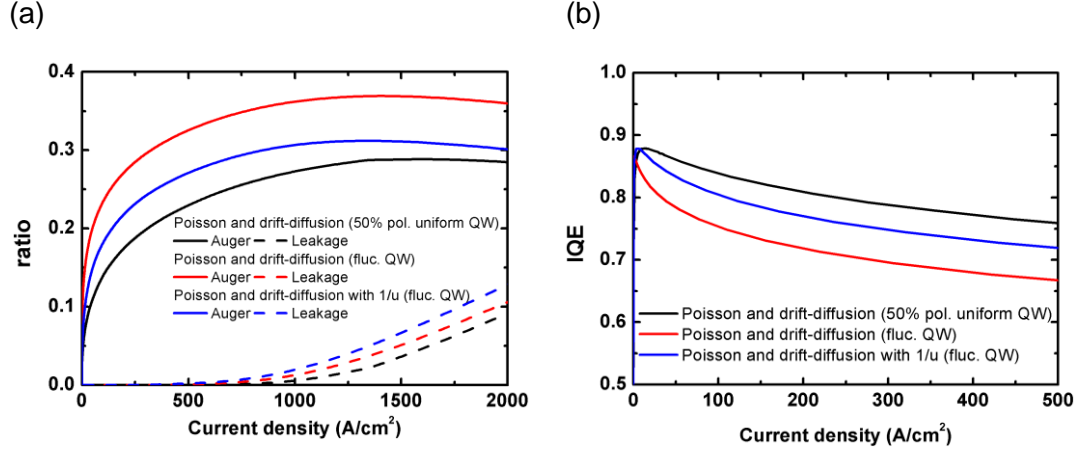 (a)
(b)
0.4
0.3
0.2
0.1
0.0
ratio
Poisson and drift-diffusion (50% pol. uniform QW)
Auger Leakage
Poisson and drift-diffusion (fluc. QW)
Auger Leakage
Poisson and drift-diffusion with 1/u (fluc. QW)
Auger Leakage
0 500 1000 1500 2000
Current density (A/cm²)
1.0
0.9
0.8
0.7
0.6
0.5
IQE
Poisson and drift-diffusion (50% pol. uniform QW)
Poisson and drift-diffusion (fluc. QW)
Poisson and drift-diffusion with 1/u (fluc. QW)
0 100 200 300 400 500
Current density (A/cm²)